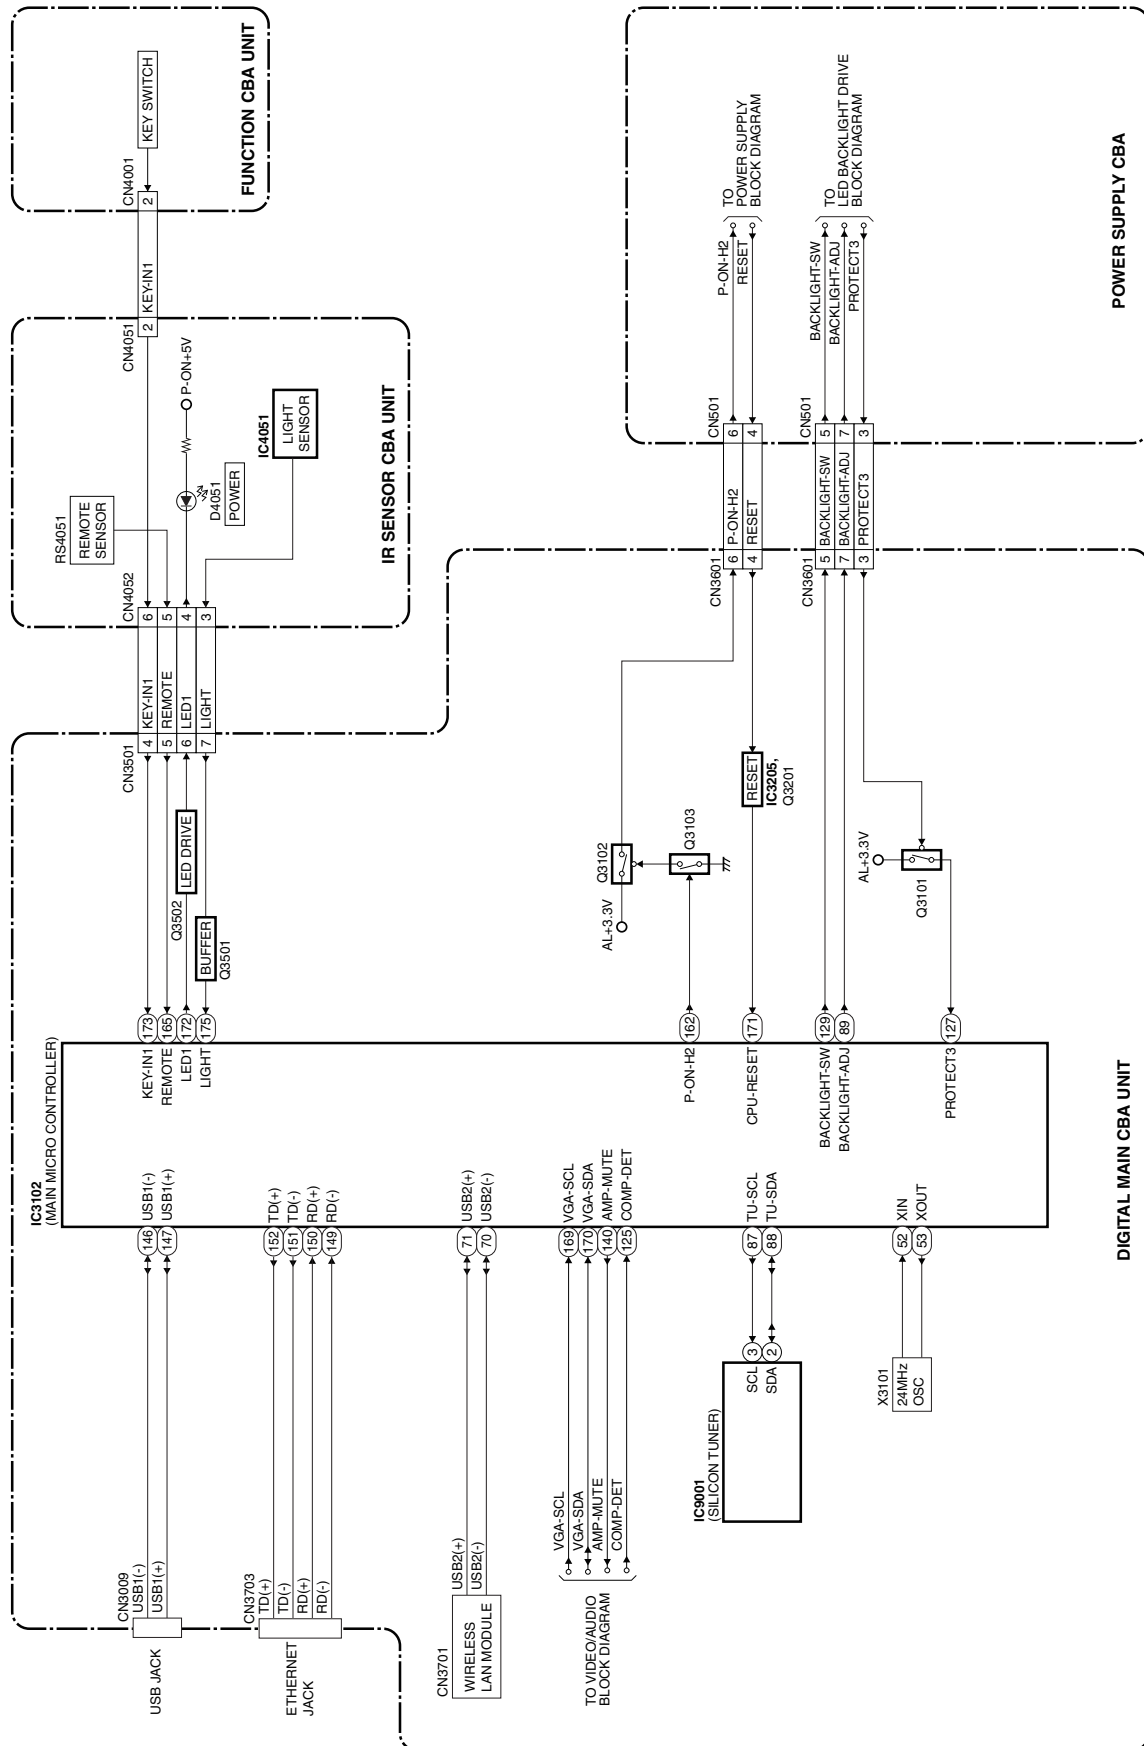 FUNCTION CBA UNIT
KEY SWITCH
CN4001
2
KEY-IN1
2
CN4051
IR SENSOR CBA UNIT
P-ON+5V
IC4051
LIGHT
SENSOR
D4051
POWER
RS4051
REMOTE
SENSOR
CN4052
6
5
4
3
KEY-IN1
REMOTE
LED1
LIGHT
4
5
6
7
CN3501
LED DRIVE
Q3502
BUFFER
Q3501
173
165
172
175
KEY-IN1
REMOTE
LED1
LIGHT
IC3102
(MAIN MICRO CONTROLLER)
POWER SUPPLY CBA
TO
POWER SUPPLY
BLOCK DIAGRAM
P-ON-H2
RESET
TO
LED BACKLIGHT DRIVE
BLOCK DIAGRAM
BACKLIGHT-SW
BACKLIGHT-ADJ
PROTECT3
CN501
6
4
P-ON-H2
RESET
6
4
CN3601
CN501
5
7
3
BACKLIGHT-SW
BACKLIGHT-ADJ
PROTECT3
5
7
3
CN3601
Q3102
AL+3.3V
Q3103
RESET
IC3205,
Q3201
AL+3.3V
Q3101
162
171
129
89
127
P-ON-H2
CPU-RESET
BACKLIGHT-SW
BACKLIGHT-ADJ
PROTECT3
USB1(-)
USB1(+)
146
147
TD(+)
TD(-)
RD(+)
RD(-)
152
151
150
149
USB2(+)
USB2(-)
71
70
VGA-SCL
VGA-SDA
AMP-MUTE
COMP-DET
169
170
140
125
TU-SCL
TU-SDA
87
88
XIN
XOUT
52
53
3
2
SCL
SDA
IC9001
(SILICON TUNER)
X3101
24MHz
OSC
CN3009
USB1(-)
USB1(+)
USB JACK
CN3703
TD(+)
TD(-)
RD(+)
RD(-)
ETHERNET
JACK
USB2(+)
USB2(-)
CN3701
WIRELESS
LAN MODULE
VGA-SCL
VGA-SDA
AMP-MUTE
COMP-DET
TO VIDEO/AUDIO
BLOCK DIAGRAM
DIGITAL MAIN CBA UNIT